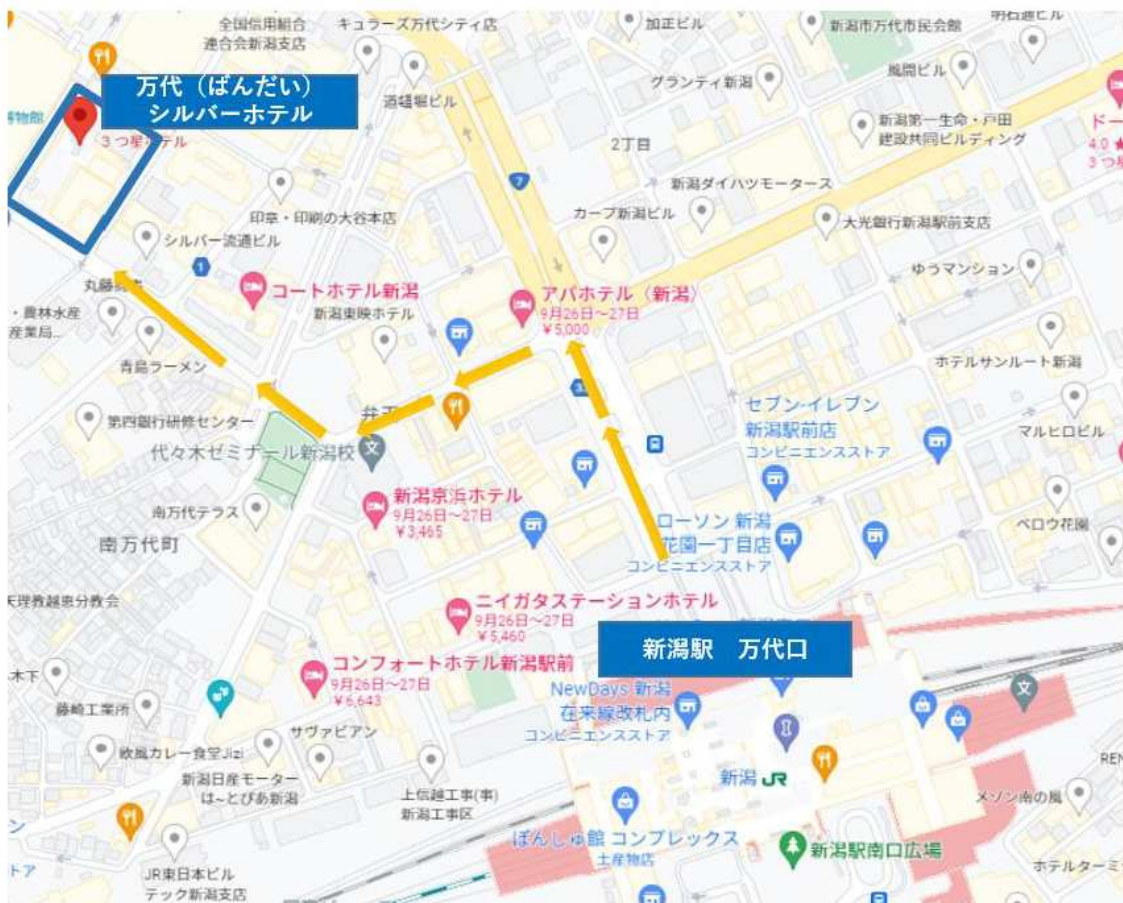 全国信用組合
連合会新潟支店
キュラーズ万代シティ店
加正ビル
新潟市万代市民会館
明石通ビル
万代（ばんだい）
シルバーホテル
3つ星ホテル
道醞堀ビル
グランティ新潟
風間ビル
新潟第一生命・戸田
建設共同ビルディング
ドー
4.0★
3つ星
2丁目
7
新潟ダイハツモータース
印章・印刷の大谷本店
カープ新潟ビル
大光銀行新潟駅前支店
シルバー流通ビル
1
コートホテル新潟
アパホテル〈新潟〉
9月26日～27日
￥5,000
ゆうマンション
・農林水産
産業局...
新潟東映ホテル
青島ラーメン
ホテルサンルート新潟
第四銀行研修センター
弁天
セブン-イレブン
新潟駅前店
コンビニエンスストア
マルヒロビル
代々木ゼミナール新潟校
新潟京浜ホテル
9月26日～27日
￥3,465
南万代テラス
南万代町
ローソン 新潟
花園一丁目店
コンビニエンスストア
ベロウ花園
天理教越恵分教会
ニイガタステーションホテル
9月26日～27日
￥5,460
新潟駅　万代口
コンフォートホテル新潟駅前
9月26日～27日
￥6,643
NewDays 新潟
在来線改札内
コンビニエンスストア
木下
藤崎工業所
サヴァビアン
欧風カレー食堂Jizi
新潟日産モーター
は~とぴあ新潟
上信越工事(事)
新潟工事区
新潟 JR
REN
メゾン南の風
ぽんしゅ館 コンプレックス
土産物店
新潟駅南口広場
JR東日本ビル
テック新潟支店
ホテルターミ